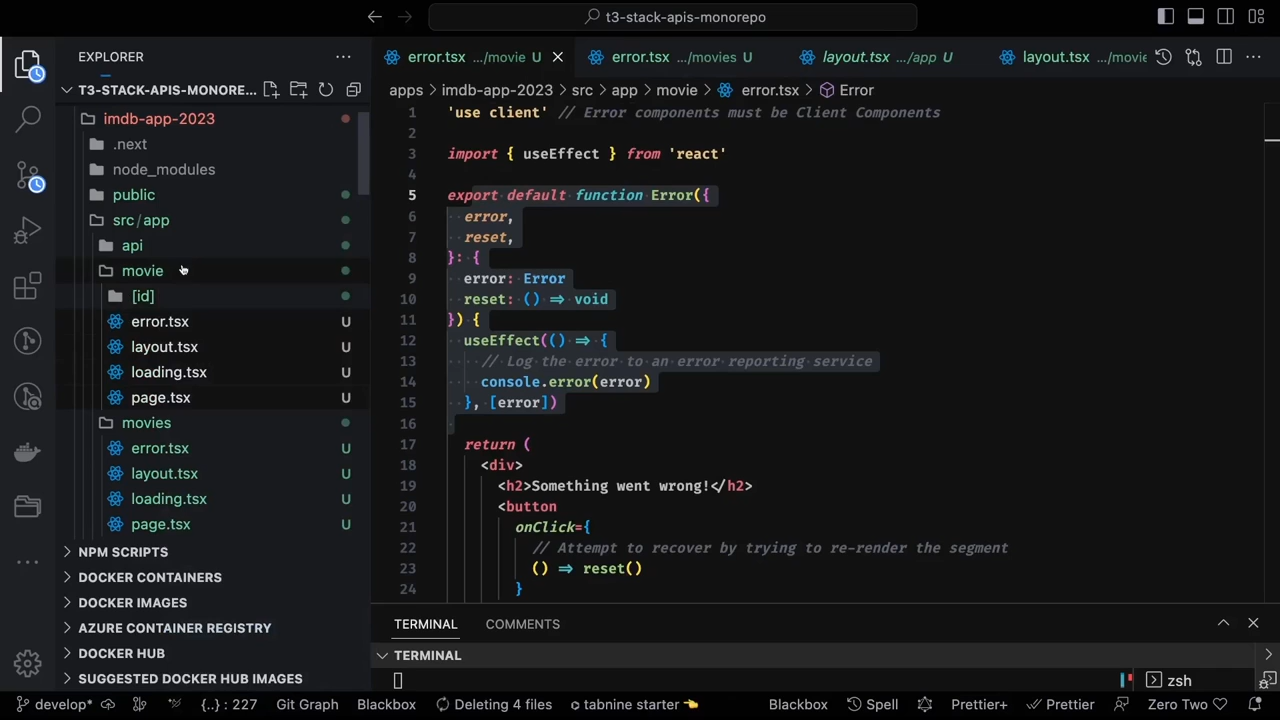 t3-stack-apis-monorepo
EXPLORER
T3-STACK-APIS-MONORE...
imdb-app-2023
.next
node_modules
public
src/app
api
movie
[id]
error.tsx U
layout.tsx U
loading.tsx U
page.tsx U
movies
error.tsx U
layout.tsx U
loading.tsx U
page.tsx U
NPM SCRIPTS
DOCKER CONTAINERS
DOCKER IMAGES
AZURE CONTAINER REGISTRY
DOCKER HUB
SUGGESTED DOCKER HUB IMAGES
error.tsx .../movie U error.tsx .../movies U layout.tsx .../app U layout.tsx .../movie
apps > imdb-app-2023 > src > app > movie > error.tsx > Error
1 'use client' // Error components must be Client Components
2
3 import { useEffect } from 'react'
4
5 export default function Error({
6 error,
7 reset,
8 }: {
9 error: Error
10 reset: () => void
11 }) {
12 useEffect(() => {
13 // Log the error to an error reporting service
14 console.error(error)
15 }, [error])
16
17 return (
18 <div>
19 <h2>Something went wrong!</h2>
20 <button
21 onClick={
22 // Attempt to recover by trying to re-render the segment
23 () => reset()
24 }
TERMINAL COMMENTS
TERMINAL
zsh
develop* {..} : 227 Git Graph Blackbox Deleting 4 files tabnine starter 👈 Blackbox Spell Prettier+ Prettier Zero Two